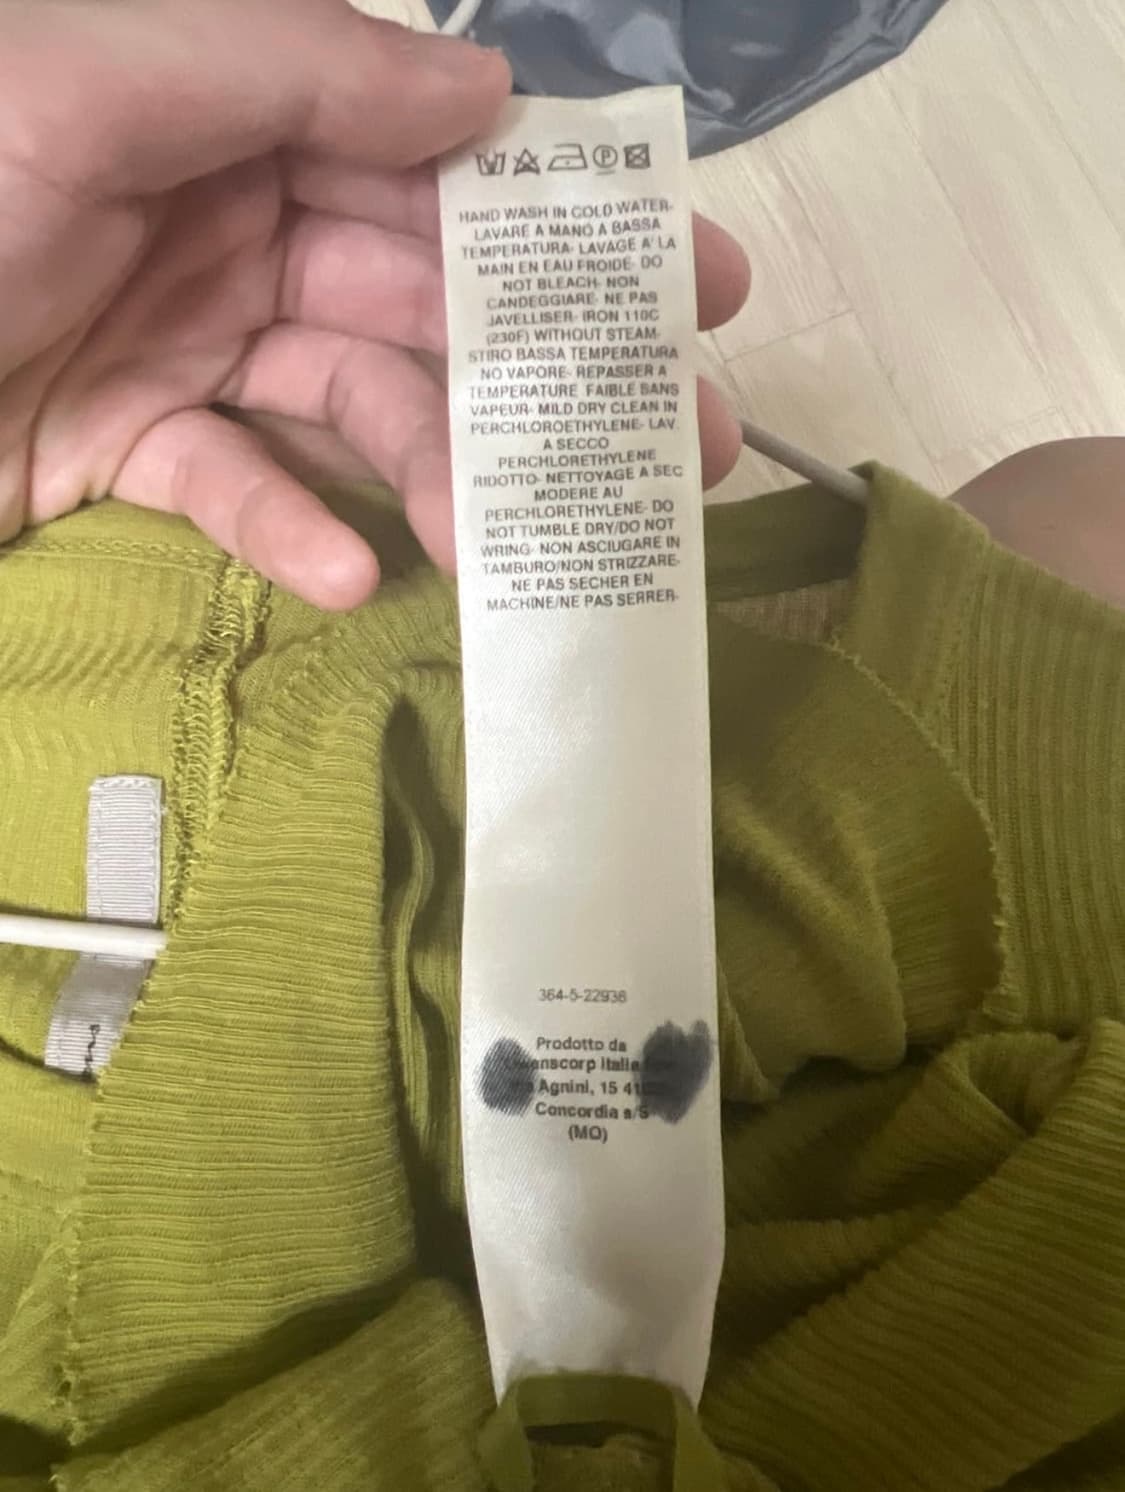 HAND WASH IN COLD WATER-
LAVARE A MANO A BASSA
TEMPERATURA- LAVAGE A' LA
MAIN EN EAU FROIDE- DO
NOT BLEACH- NON
CANDEGGIARE- NE PAS
JAVELLISER- IRON 110C
(230F) WITHOUT STEAM-
STIRO BASSA TEMPERATURA
NO VAPORE- REPASSER A
TEMPERATURE FAIBLE SANS
VAPEUR- MILD DRY CLEAN IN
PERCHLOROETHYLENE- LAV.
A SECCO
PERCHLORETHYLENE
RIDOTTO- NETTOYAGE A SEC
MODERE AU
PERCHLORETHYLENE- DO
NOT TUMBLE DRY/DO NOT
WRING- NON ASCIUGARE IN
TAMBURO/NON STRIZZARE-
NE PAS SECHER EN
MACHINE/NE PAS SERRER-
364-5-22936
Prodotto da
Italia
Agnini, 15
Concordia s/S
(MO)